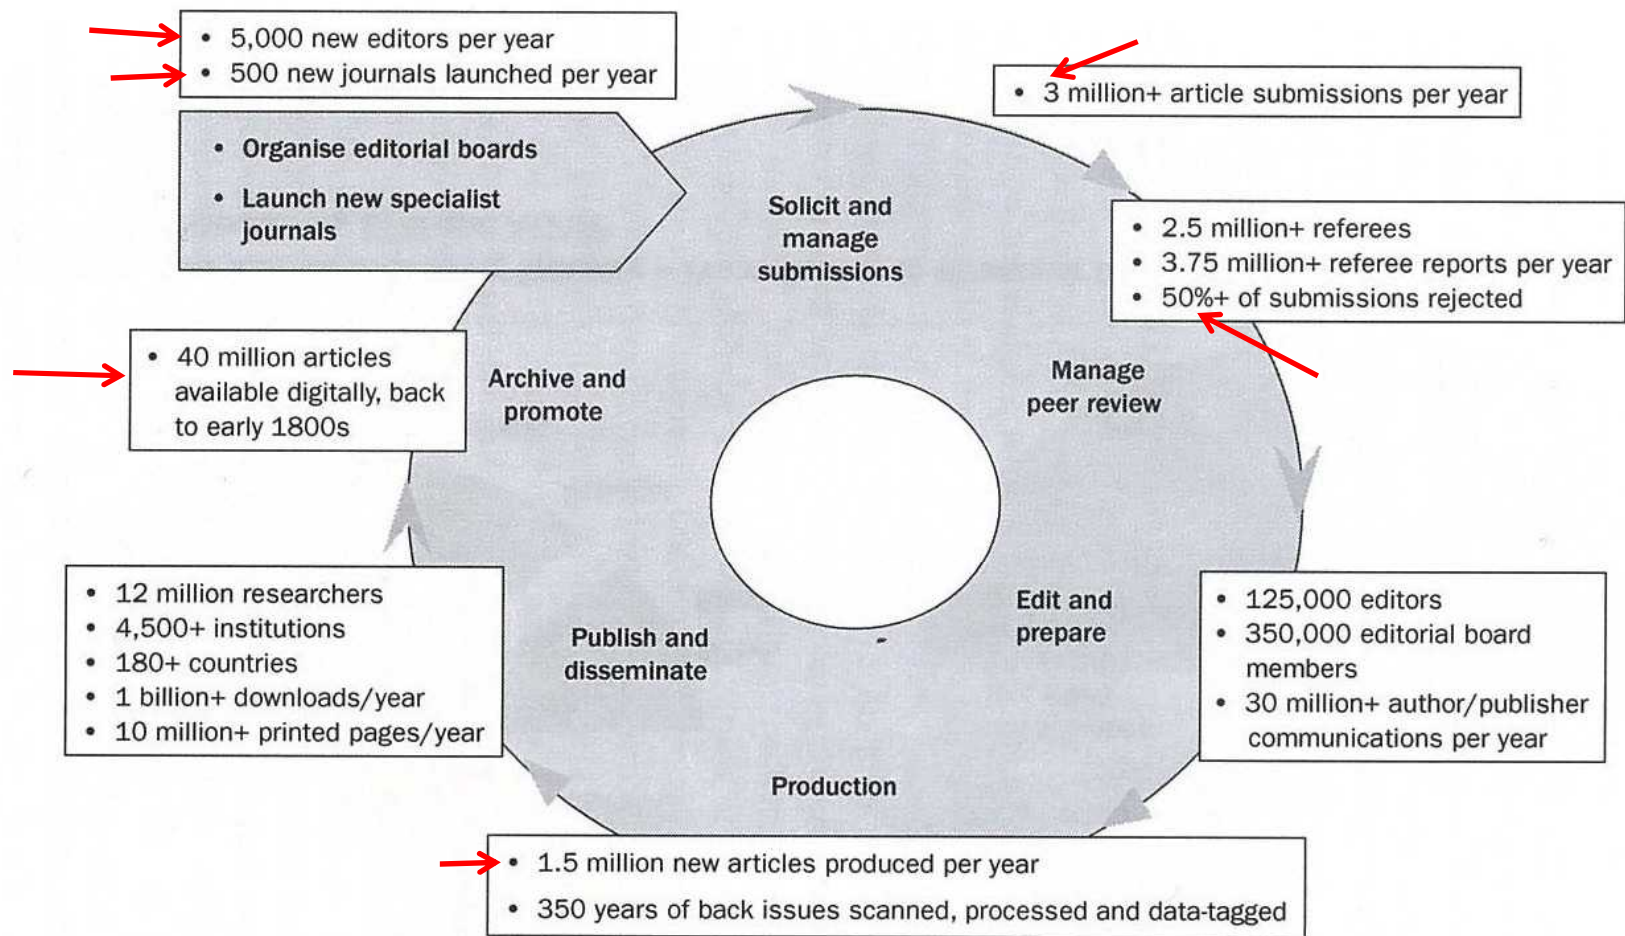 • 5,000 new editors per year
• 500 new journals launched per year
• Organise editorial boards
• Launch new specialist
journals
• 3 million+ article submissions per year
Solicit and
manage
submissions
• 2.5 million+ referees
• 3.75 million+ referee reports per year
• 50%+ of submissions rejected
Manage
peer review
• 40 million articles
available digitally, back
to early 1800s
Archive and
promote
Edit and
prepare
• 125,000 editors
• 350,000 editorial board
members
• 30 million+ author/publisher
communications per year
• 12 million researchers
• 4,500+ institutions
• 180+ countries
• 1 billion+ downloads/year
• 10 million+ printed pages/year
Publish and
disseminate
Production
• 1.5 million new articles produced per year
• 350 years of back issues scanned, processed and data-tagged